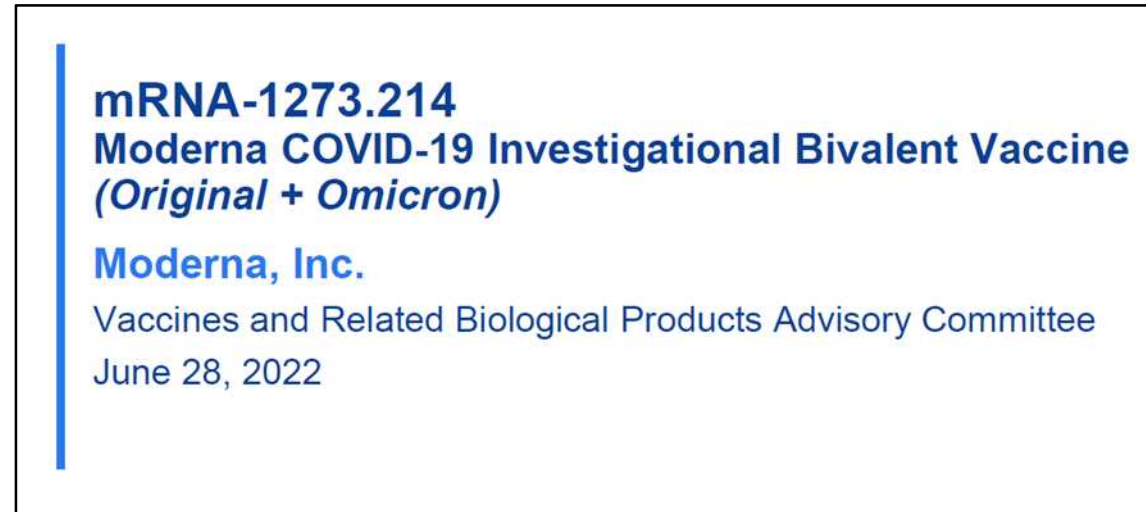 mRNA-1273.214
Moderna COVID-19 Investigational Bivalent Vaccine
(Original + Omicron)
Moderna, Inc.
Vaccines and Related Biological Products Advisory Committee
June 28, 2022